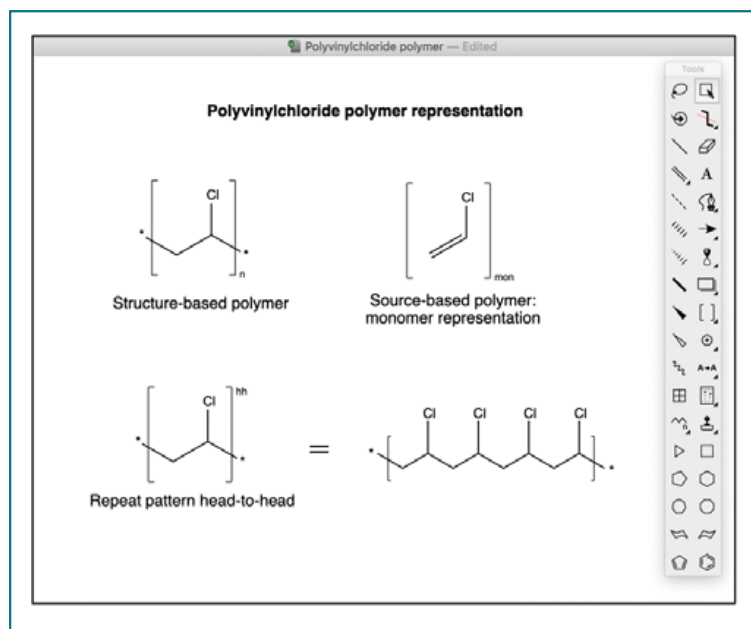 Polyvinylchloride polymer — Edited
Tools
Polyvinylchloride polymer representation
Cl
*
*
n
Structure-based polymer
Cl
mon
Source-based polymer:
monomer representation
A
A→A
Cl
hh
*
*
Repeat pattern head-to-head
=
Cl Cl Cl Cl
*
*